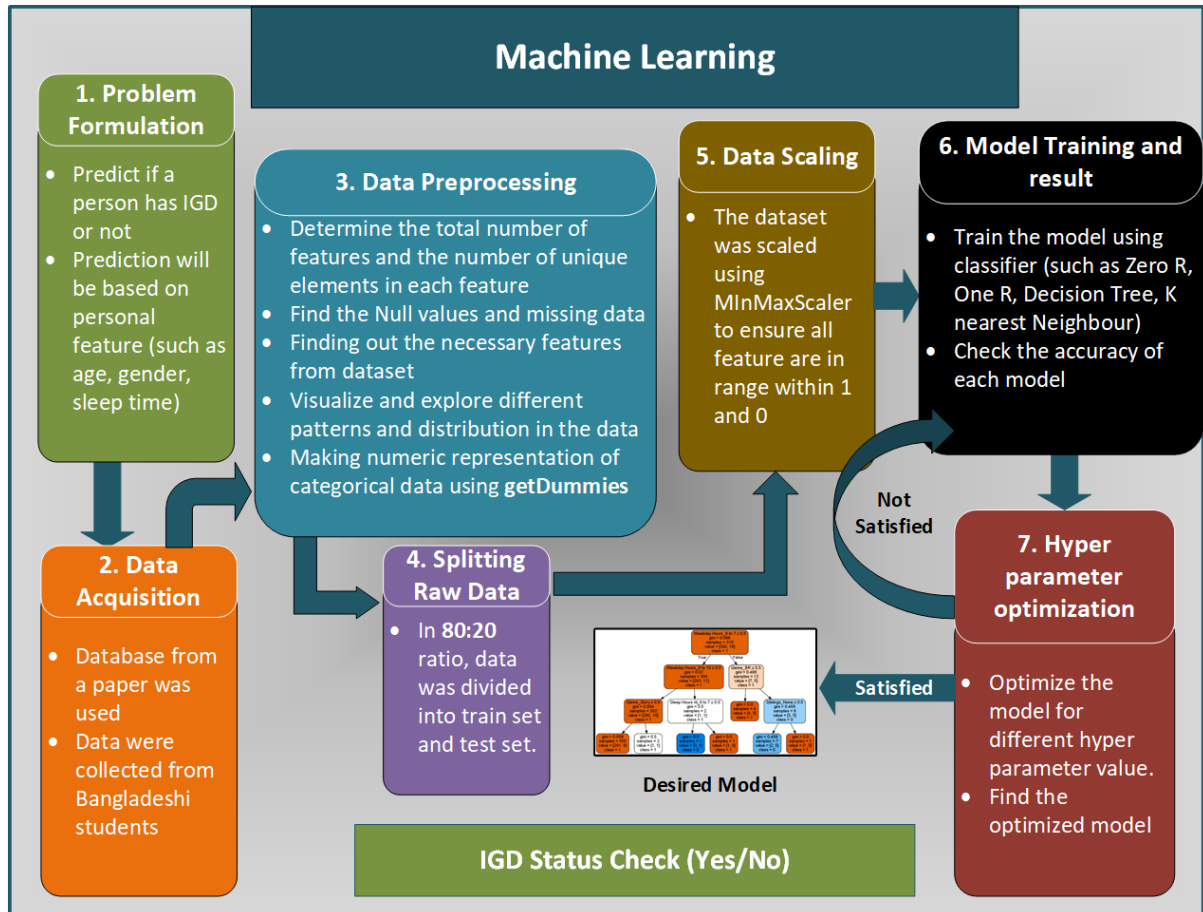 Machine Learning
1. Problem
Formulation
• Predict if a
person has IGD
or not
• Prediction will
be based on
personal
feature (such as
age, gender,
sleep time)
2. Data
Acquisition
• Database from
a paper was
used
• Data were
collected from
Bangladeshi
students
3. Data Preprocessing
• Determine the total number of
features and the number of unique
elements in each feature
• Find the Null values and missing data
• Finding out the necessary features
from dataset
• Visualize and explore different
patterns and distribution in the data
• Making numeric representation of
categorical data using getDummies
4. Splitting
Raw Data
• In 80:20
ratio, data
was divided
into train set
and test set.
5. Data Scaling
• The dataset
was scaled
using
MInMaxScaler
to ensure all
feature are in
range within 1
and 0
6. Model Training and
result
• Train the model using
classifier (such as Zero R,
One R, Decision Tree, K
nearest Neighbour)
• Check the accuracy of
each model
Not
Satisfied
7. Hyper
parameter
optimization
• Optimize the
model for
different hyper
parameter value.
• Find the
optimized model
Satisfied
True
False
Desired Model
IGD Status Check (Yes/No)